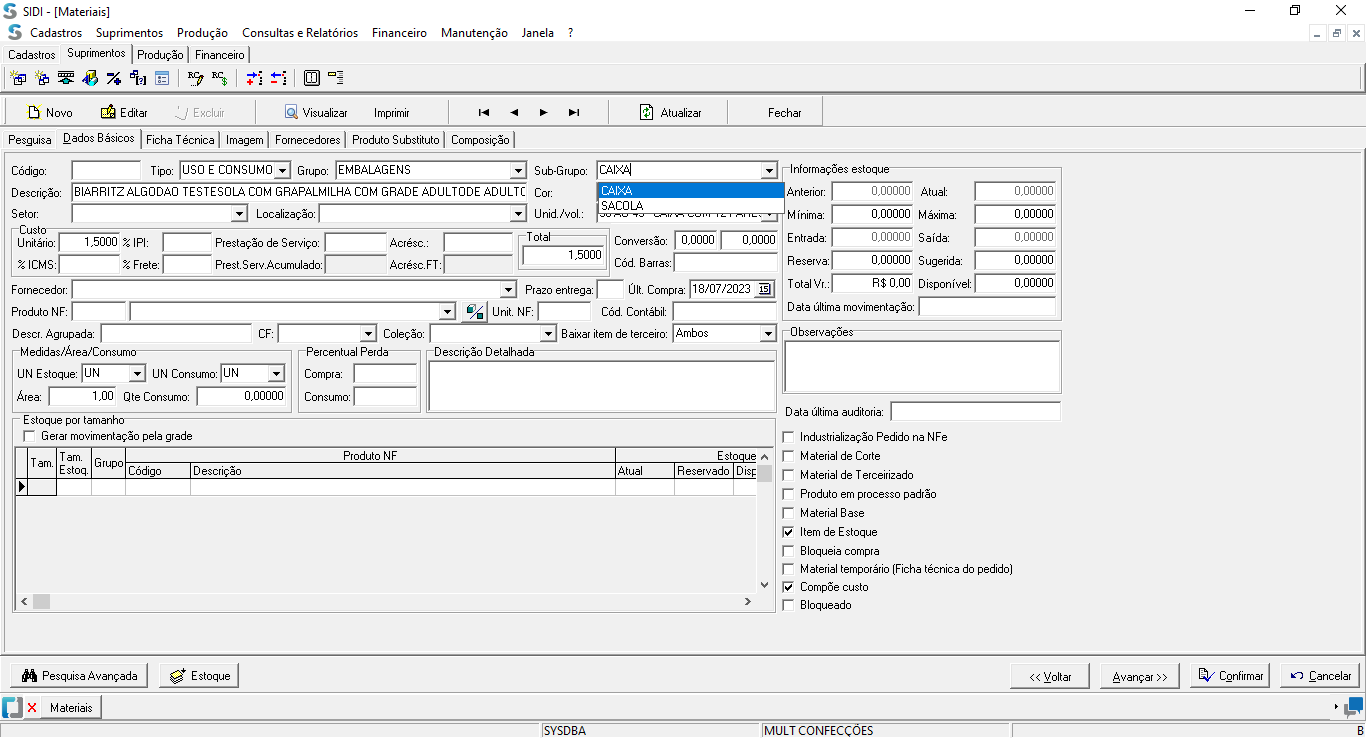 SIDI - [Materiais]
Cadastros Suprimentos Produção Consultas e Relatórios Financeiro Manutenção Janela ?
Cadastros Suprimentos Produção Financeiro
Novo Editar Excluir Visualizar Imprimir Atualizar Fechar
Pesquisa Dados Básicos Ficha Técnica Imagem Fornecedores Produto Substituto Composição
Código: Tipo: USO E CONSUMO Grupo: EMBALAGENS Sub-Grupo: CAIXA Informações estoque
Descrição: BIARRITZ ALGODAO TESTESOLA COM GRAPALMILHA COM GRADE ADULTODE ADULTO Cor: CAIXA Anterior: 0,00000 Atual: 0,00000
SACOLA
Setor: Localização: Unid./vol.: Mínima: 0,00000 Máxima: 0,00000
Custo
Unitário: 1,5000 % IPI: Prestação de Serviço: Acrésc.: Total 1,5000 Conversão: 0,0000 0,0000 Entrada: 0,00000 Saída: 0,00000
% ICMS: % Frete: Prest.Serv.Acumulado: Acrésc.FT: Cód. Barras: Reserva: 0,00000 Sugerida: 0,00000
Fornecedor: Prazo entrega: Últ. Compra: 18/07/2023 15 Total Vr.: R$ 0,00 Disponível: 0,00000
Produto NF: Unit. NF: Cód. Contábil: Data última movimentação:
Descr. Agrupada: CF: Coleção: Baixar item de terceiro: Ambos Observações
Medidas/Área/Consumo Percentual Perda Descrição Detalhada
UN Estoque: UN UN Consumo: UN Compra:
Área: 1,00 Qte Consumo: 0,00000 Consumo:
Data última auditoria:
Estoque por tamanho
Gerar movimentação pela grade
Tam. Tam. Estoq. Grupo Produto NF Estoque
Código Descrição Atual Reservado Disp
Industrialização Pedido na NFe
Material de Corte
Material de Terceirizado
Produto em processo padrão
Material Base
Item de Estoque
Bloqueia compra
Material temporário (Ficha técnica do pedido)
Compõe custo
Bloqueado
Pesquisa Avançada Estoque << Voltar Avançar >> Confirmar Cancelar
Materiais
SYSDBA MULT CONFECÇÕES B